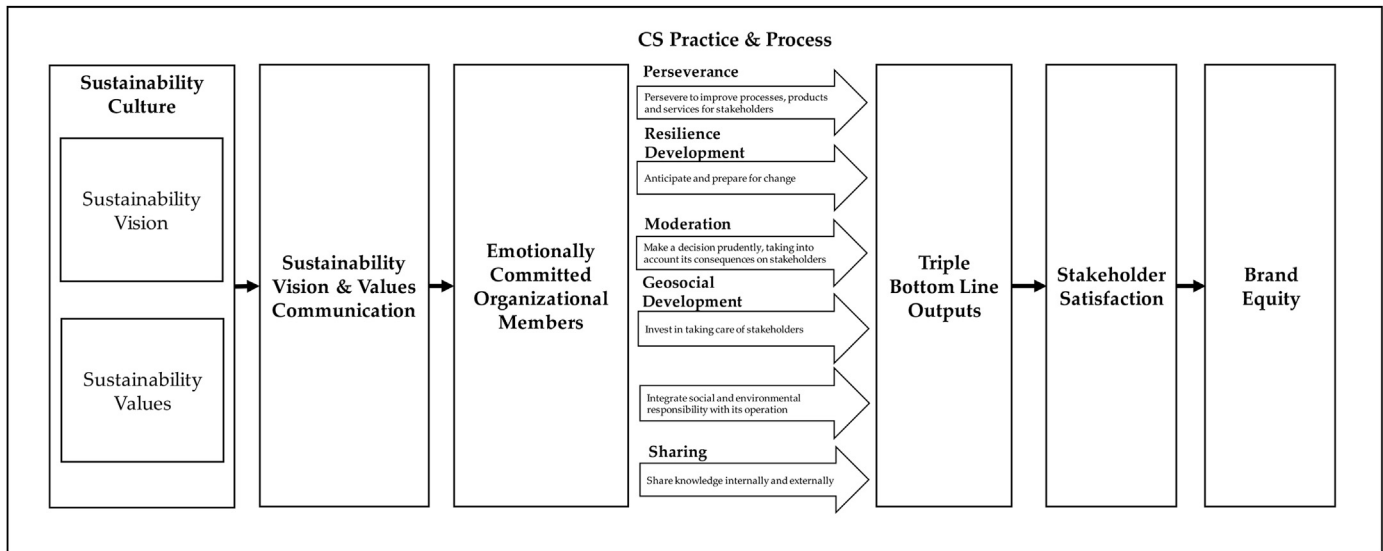 CS Practice & Process
Sustainability
Culture
Sustainability
Vision
Sustainability
Values
Sustainability
Vision & Values
Communication
Emotionally
Committed
Organizational
Members
Perseverance
Persevere to improve processes, products
and services for stakeholders
Resilience
Development
Anticipate and prepare for change
Moderation
Make a decision prudently, taking into
account its consequences on stakeholders
Geosocial
Development
Invest in taking care of stakeholders
Integrate social and environmental
responsibility with its operation
Sharing
Share knowledge internally and externally
Triple
Bottom Line
Outputs
Stakeholder
Satisfaction
Brand
Equity